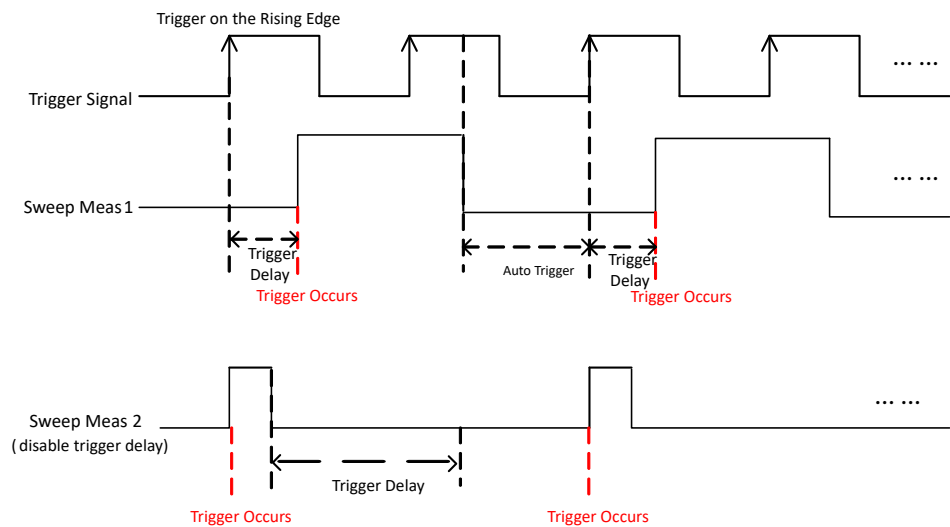 Trigger on the Rising Edge
Trigger Signal
... ...
Sweep Meas 1
... ...
Trigger
Delay
Auto Trigger
Trigger
Delay
Trigger Occurs
Trigger Occurs
Sweep Meas 2
( disable trigger delay)
... ...
Trigger Delay
Trigger Occurs
Trigger Occurs